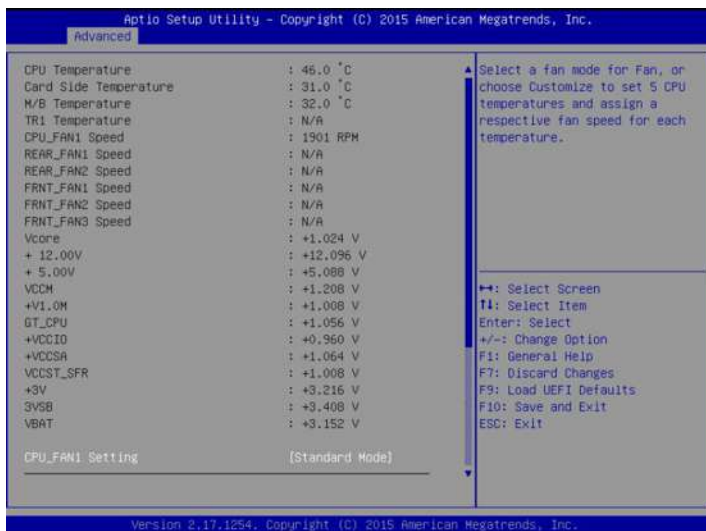 Aptio Setup Utility - Copyright (C) 2015 American Megatrends, Inc.
Advanced
CPU Temperature : 46.0 °C
Card Side Temperature : 31.0 °C
M/B Temperature : 32.0 °C
TR1 Temperature : N/A
CPU_FAN1 Speed : 1901 RPM
REAR_FAN1 Speed : N/A
REAR_FAN2 Speed : N/A
FRNT_FAN1 Speed : N/A
FRNT_FAN2 Speed : N/A
FRNT_FAN3 Speed : N/A
Vcore : +1.024 V
+ 12.00V : +12.096 V
+ 5.00V : +5.088 V
VCCM : +1.208 V
+V1.0M : +1.008 V
GT_CPU : +1.056 V
+VCCIO : +0.960 V
+VCCSA : +1.064 V
VCCST_SFR : +1.008 V
+3V : +3.216 V
3VSB : +3.408 V
VBAT : +3.152 V
CPU_FAN1 Setting [Standard Mode]
Select a fan mode for Fan, or
choose Customize to set 5 CPU
temperatures and assign a
respective fan speed for each
temperature.
↔: Select Screen
↑↓: Select Item
Enter: Select
+/-: Change Option
F1: General Help
F7: Discard Changes
F9: Load UEFI Defaults
F10: Save and Exit
ESC: Exit
Version 2.17.1254. Copyright (C) 2015 American Megatrends, Inc.